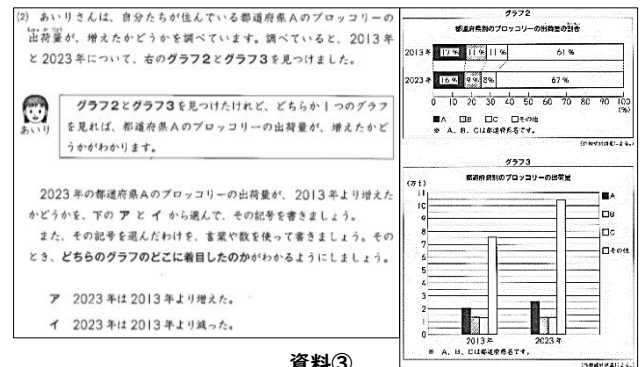 (2) あいりさんは、自分たちが住んでいる都道府県Aのブロッコリーの
出荷量が、増えたかどうかを調べています。調べていると、2013年
と2023年について、右のグラフ2とグラフ3を見つけました。
グラフ2とグラフ3を見つけたけれど、どちらか1つのグラフ
を見れば、都道府県Aのブロッコリーの出荷量が、増えたかど
うかがわかります。
あいり
2023年の都道府県Aのブロッコリーの出荷量が、2013年より増えた
かどうかを、下の ア と イ から選んで、その記号を書きましょう。
また、その記号を選んだわけを、言葉や数を使って書きましょう。その
とき、どちらのグラフのどこに着目したのかがわかるようにしましょう。
ア 2023年は2013年より増えた。
イ 2023年は2013年より減った。
資料③
グラフ2
都道府県別のブロッコリーの出荷量の割合
2013年 17% 11% 11% 61%
2023年 16% 9% 8% 67%
0 10 20 30 40 50 60 70 80 90 100
(%)
■A □B □C □その他
※ A、B、Cは都道府県名です。
グラフ3
都道府県別のブロッコリーの出荷量
(万t)
11
10
9
8
7
6
5
4
3
2
1
0
2013年 2023年
■A
□B
□C
□その他
※ A、B、Cは都道府県名です。